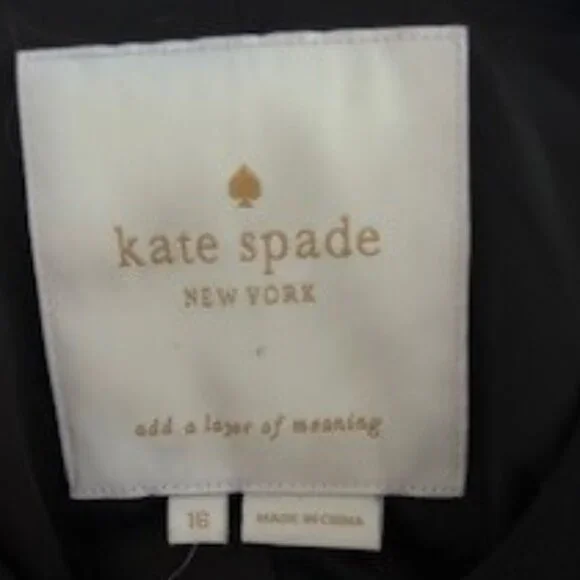 kate spade
NEW YORK
add a layer of meaning
16
MADE IN CHINA